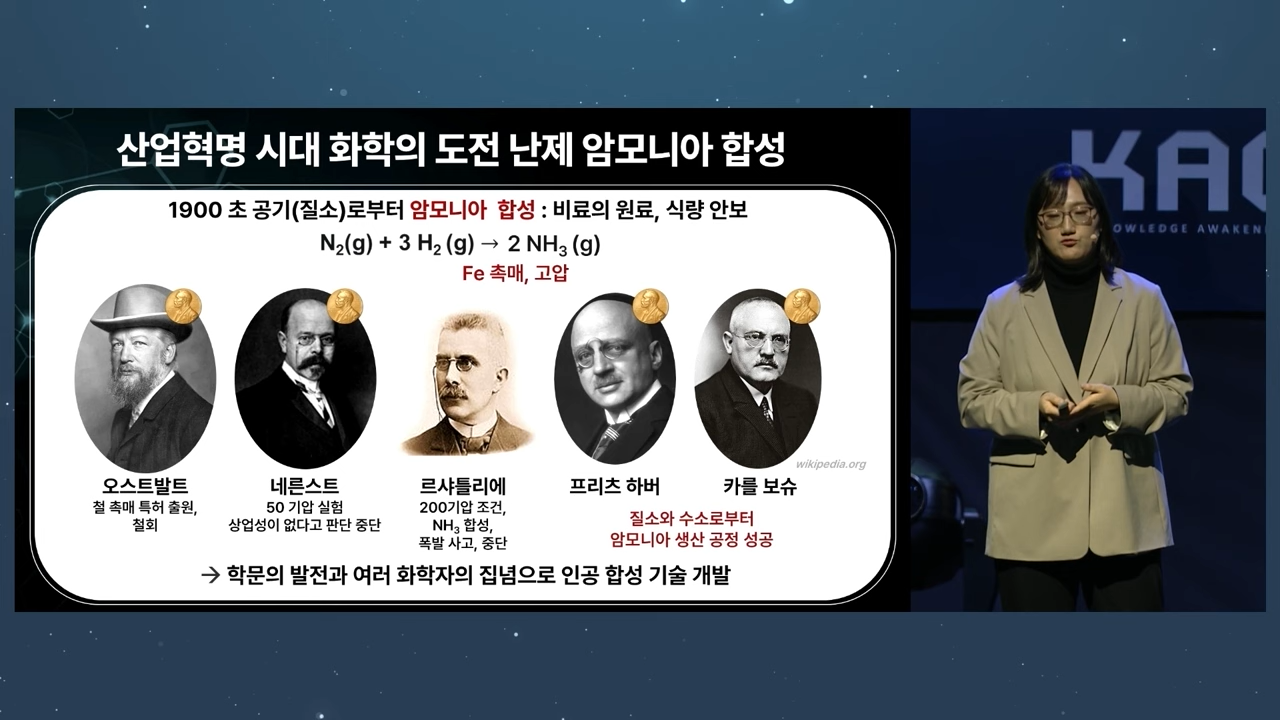 산업혁명 시대 화학의 도전 난제 암모니아 합성
1900 초 공기(질소)로부터 암모니아 합성 : 비료의 원료, 식량 안보
N₂(g) + 3 H₂ (g) → 2 NH₃ (g)
Fe 촉매, 고압
wikipedia.org
오스트발트
철 촉매 특허 출원,
철회
네른스트
50 기압 실험
상업성이 없다고 판단 중단
르샤틀리에
200기압 조건,
NH₃ 합성,
폭발 사고, 중단
프리츠 하버
카를 보슈
질소와 수소로부터
암모니아 생산 공정 성공
→ 학문의 발전과 여러 화학자의 집념으로 인공 합성 기술 개발
KAO
OWLEDGE AWAKEN